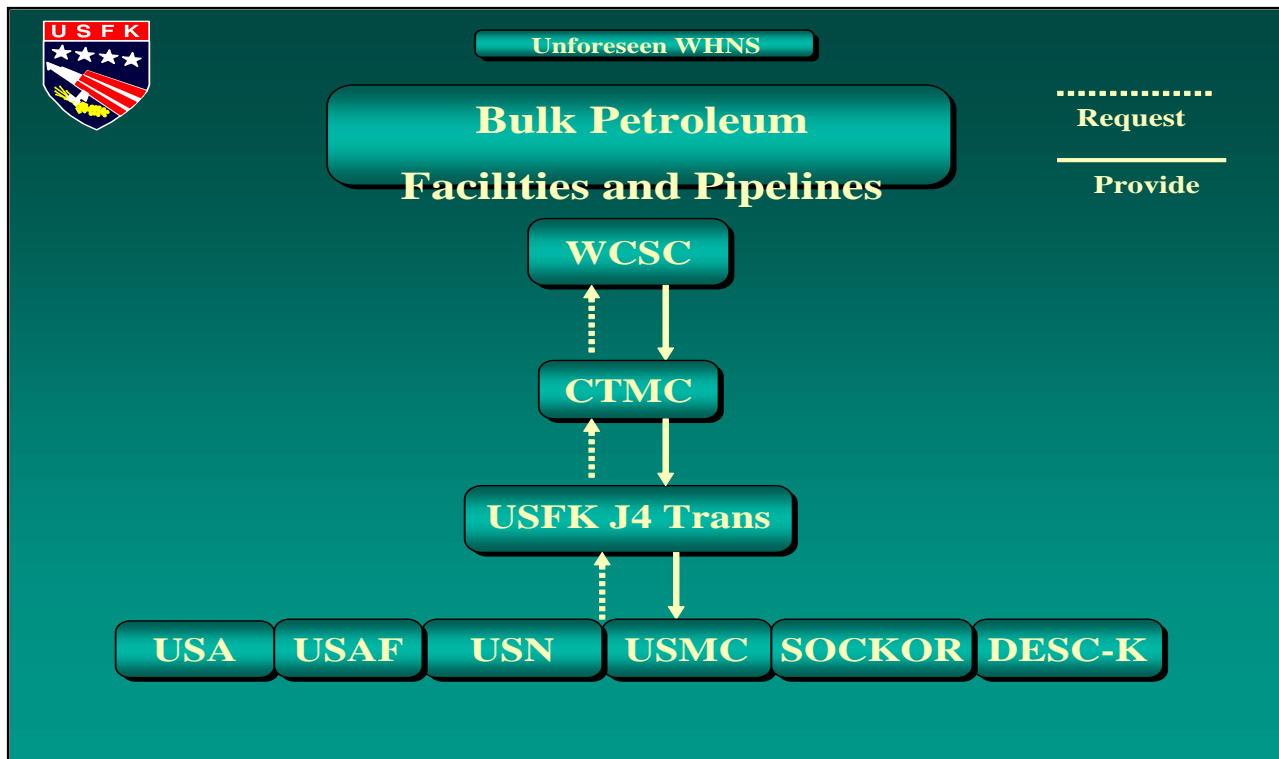 USFK
Unforeseen WHNS
Bulk Petroleum
Facilities and Pipelines
Request
Provide
WCSC
CTMC
USFK J4 Trans
USA USAF USN USMC SOCKOR DESC-K